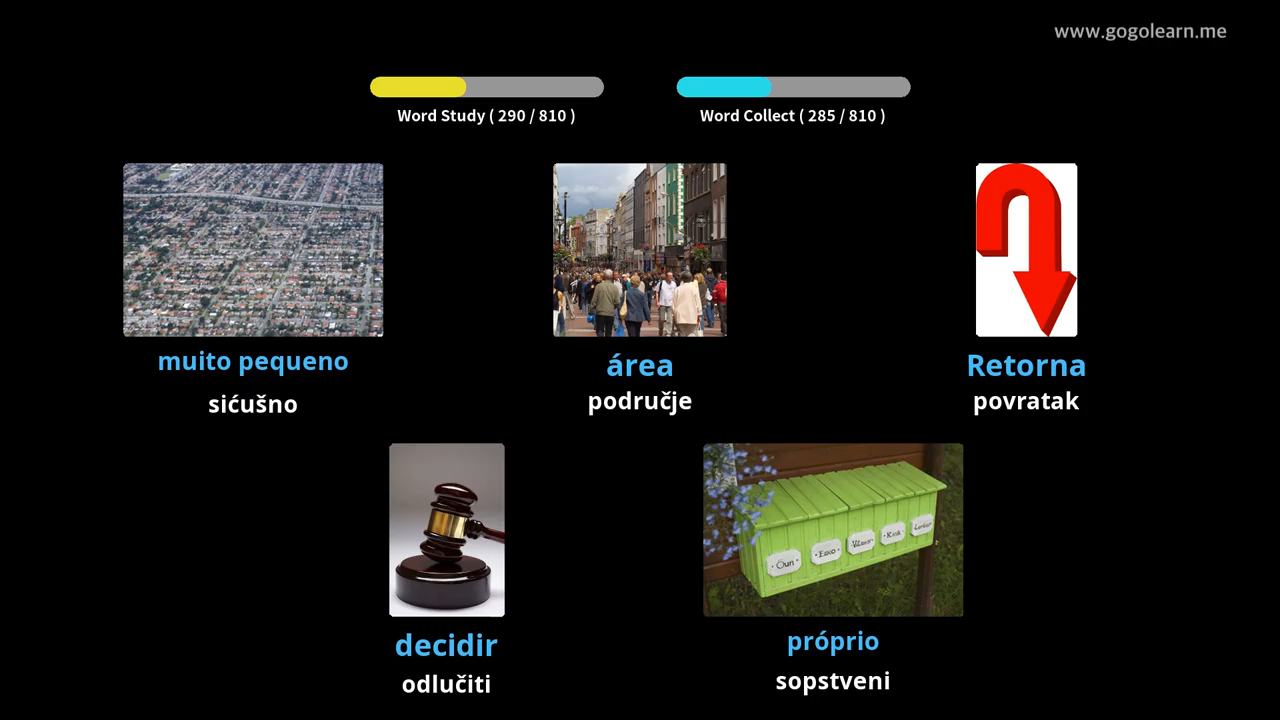 www.gogolearn.me
Word Study ( 290 / 810 )
Word Collect ( 285 / 810 )
muito pequeno
sićušno
área
područje
Retorna
povratak
decidir
odlučiti
próprio
sopstveni